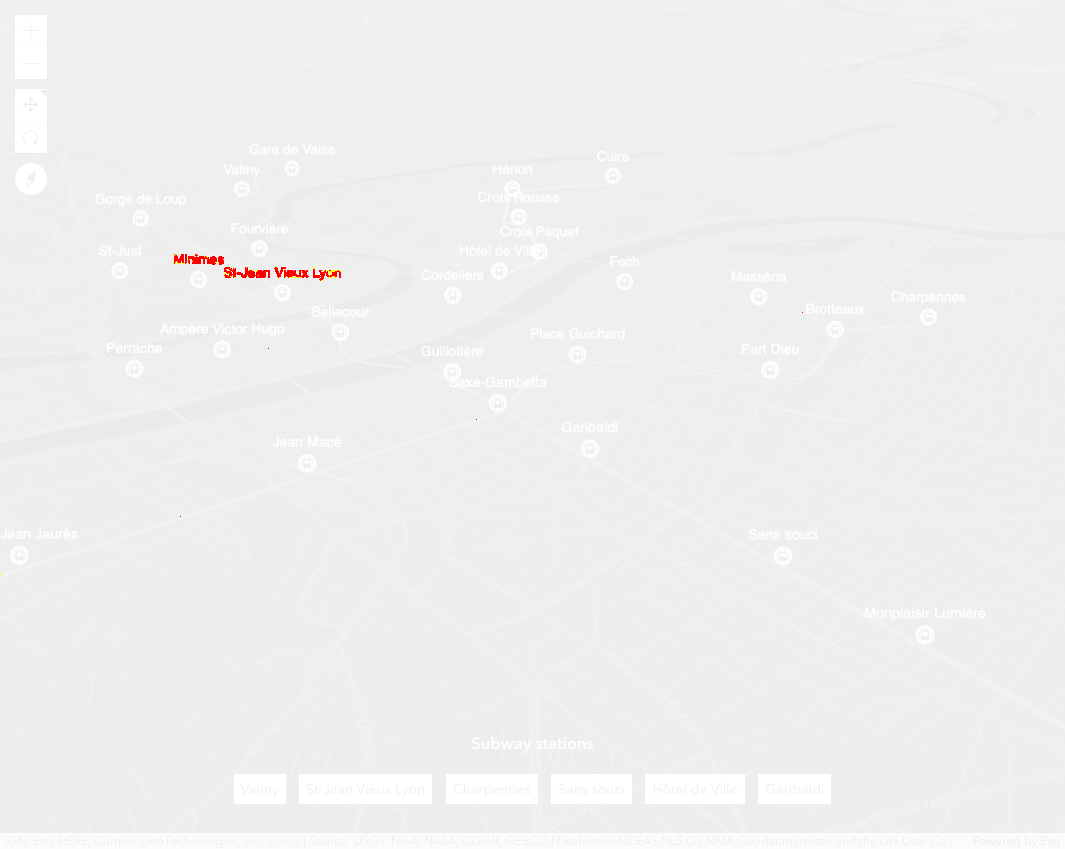 Gare de Vaise
Cuire
Valmy
Hénon
Gorge de Loup
Croix Rousse
Fourvière
Croix Paquet
St-Just
Minimes
Hôtel de Ville
Foch
St-Jean Vieux Lyon
Cordeliers
Masséna
Charpennes
Bellecour
Brotteaux
Ampère Victor Hugo
Place Guichard
Perrache
Guillotière
Part Dieu
Saxe-Gambetta
Garibaldi
Jean Macé
Jean Jaurès
Sans souci
Monplaisir Lumière
Subway stations
Valmy
St-Jean Vieux Lyon
Charpennes
Sans souci
Hôtel de Ville
Garibaldi
IGN, Esri, HERE, Garmin, GeoTechnologies, Inc., USGS | Source: USGS, NGA, NASA, CGIAR, GEBCO,N Robinson,NCEAS,NLS,OS,NMA,Geodatastyrelsen and the GIS User Co...
Powered by Esri